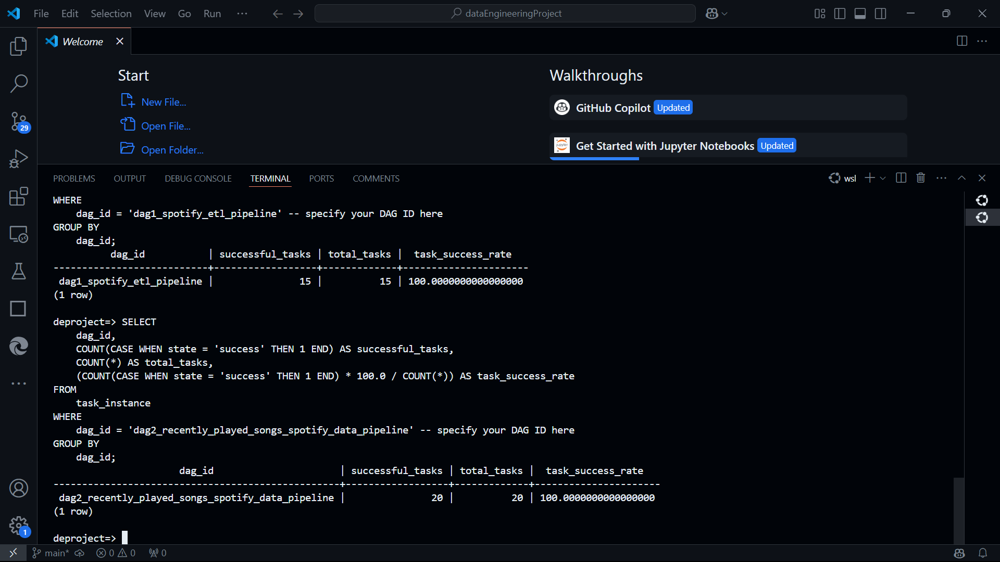 File Edit Selection View Go Run ··· dataEngineeringProject
Welcome
Start
New File...
Open File...
Open Folder...
Walkthroughs
GitHub Copilot Updated
jupyter Get Started with Jupyter Notebooks Updated
29
PROBLEMS OUTPUT DEBUG CONSOLE TERMINAL PORTS COMMENTS wsl
WHERE
    dag_id = 'dag1_spotify_etl_pipeline' -- specify your DAG ID here
GROUP BY
    dag_id;
          dag_id           | successful_tasks | total_tasks |  task_success_rate
---------------------------+------------------+-------------+----------------------
 dag1_spotify_etl_pipeline |               15 |          15 | 100.0000000000000000
(1 row)
deproject=> SELECT
    dag_id,
    COUNT(CASE WHEN state = 'success' THEN 1 END) AS successful_tasks,
    COUNT(*) AS total_tasks,
    (COUNT(CASE WHEN state = 'success' THEN 1 END) * 100.0 / COUNT(*)) AS task_success_rate
FROM
    task_instance
WHERE
    dag_id = 'dag2_recently_played_songs_spotify_data_pipeline' -- specify your DAG ID here
GROUP BY
    dag_id;
                      dag_id                      | successful_tasks | total_tasks |  task_success_rate
--------------------------------------------------+------------------+-------------+----------------------
 dag2_recently_played_songs_spotify_data_pipeline |               20 |          20 | 100.0000000000000000
(1 row)
deproject=>
1
main* 0 0 0